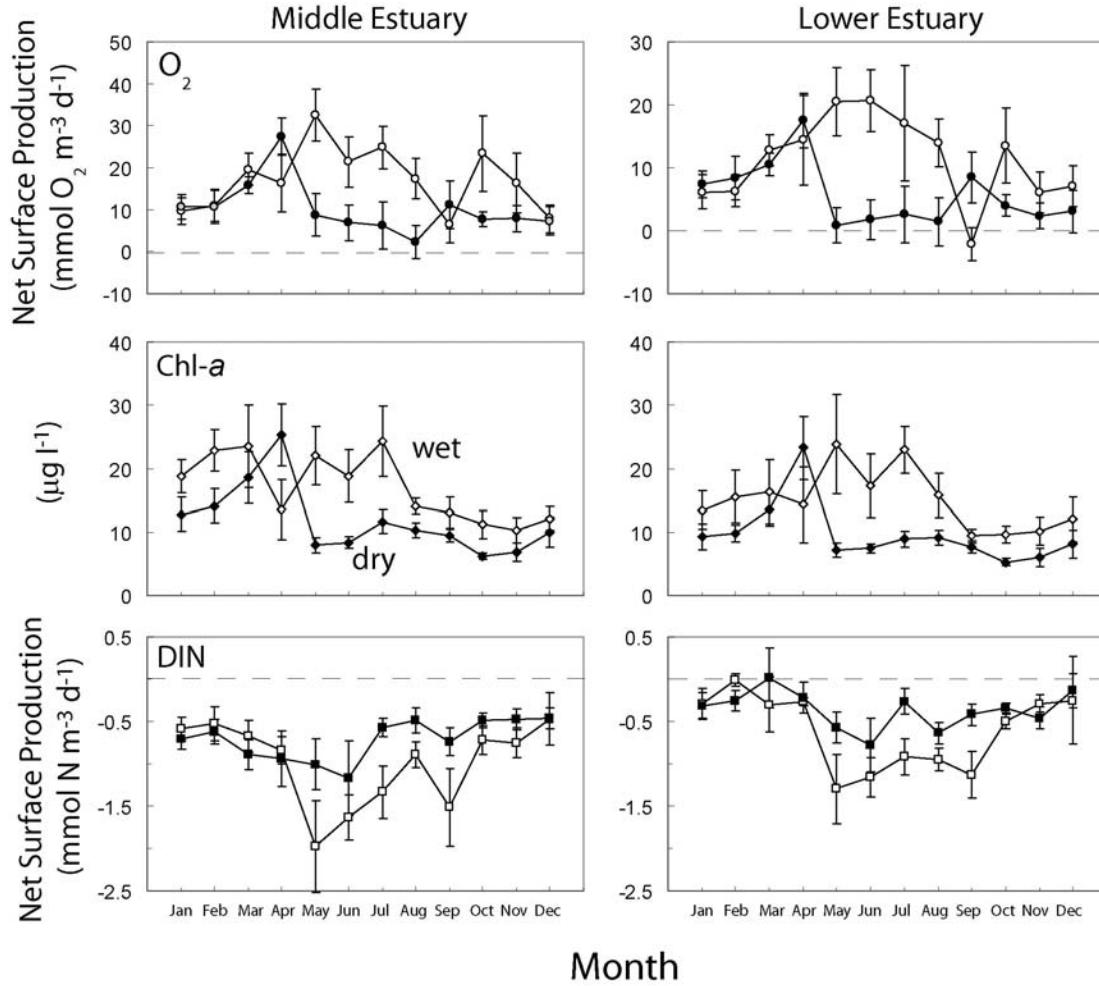 Middle Estuary
Lower Estuary
Net Surface Production
(mmol O2 m-3 d-1)
50
40
30
20
10
0
-10
O2
30
20
10
0
-10
(µg l-1)
40
30
20
10
0
Chl-a
wet
dry
40
30
20
10
0
Net Surface Production
(mmol N m-3 d-1)
0.5
-0.5
-1.5
-2.5
DIN
0.5
-0.5
-1.5
-2.5
Jan Feb Mar Apr May Jun Jul Aug Sep Oct Nov Dec
Jan Feb Mar Apr May Jun Jul Aug Sep Oct Nov Dec
Month